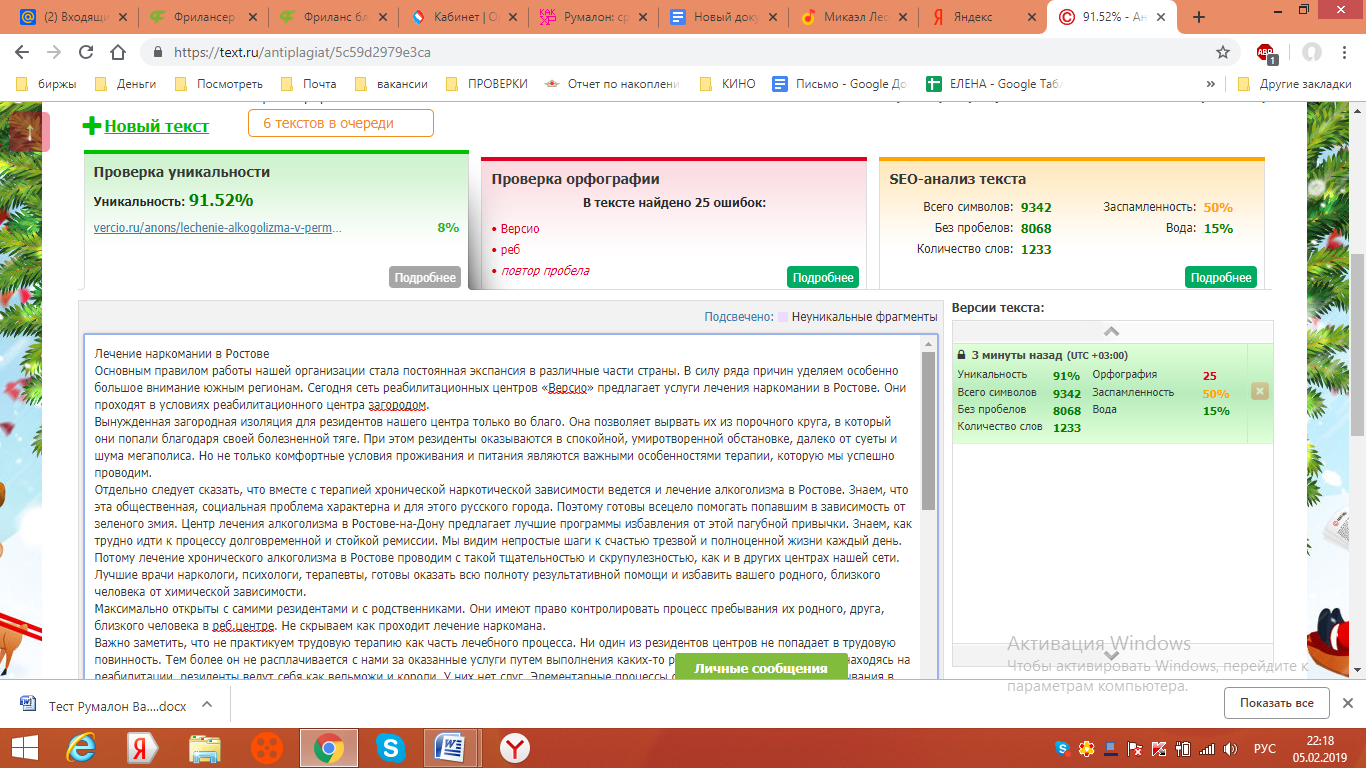 (2) Входящи
Фрилансер
Фриланс бл
Кабинет | О
КАК ХР
Румалон: ср
Новый доку
Микаэл Лео
Яндекс
91.52% - Ан
https://text.ru/antiplagiat/5c59d2979e3ca
ABP
1
биржы
Деньги
Посмотреть
Почта
вакансии
ПРОВЕРКИ
Отчет по накоплени
КИНО
Письмо - Google До
ЕЛЕНА - Google Табл
»
Другие закладки
Новый текст
6 текстов в очереди
Проверка уникальности
Уникальность: 91.52%
vercio.ru/anons/lechenie-alkogolizma-v-perm... 8%
Подробнее
Проверка орфографии
В тексте найдено 25 ошибок:
• Версио
• реб
• повтор пробела
Подробнее
SEO-анализ текста
Всего символов: 9342 Заспамленность: 50%
Без пробелов: 8068 Вода: 15%
Количество слов: 1233
Подробнее
Подсвечено: Неуникальные фрагменты
Лечение наркомании в Ростове
Основным правилом работы нашей организации стала постоянная экспансия в различные части страны. В силу ряда причин уделяем особенно
большое внимание южным регионам. Сегодня сеть реабилитационных центров «Версио» предлагает услуги лечения наркомании в Ростове. Они
проходят в условиях реабилитационного центра загородом.
Вынужденная загородная изоляция для резидентов нашего центра только во благо. Она позволяет вырвать их из порочного круга, в который
они попали благодаря своей болезненной тяге. При этом резиденты оказываются в спокойной, умиротворенной обстановке, далеко от суеты и
шума мегаполиса. Но не только комфортные условия проживания и питания являются важными особенностями терапии, которую мы успешно
проводим.
Отдельно следует сказать, что вместе с терапией хронической наркотической зависимости ведется и лечение алкоголизма в Ростове. Знаем, что
эта общественная, социальная проблема характерна и для этого русского города. Поэтому готовы всецело помогать попавшим в зависимость от
зеленого змия. Центр лечения алкоголизма в Ростове-на-Дону предлагает лучшие программы избавления от этой пагубной привычки. Знаем, как
трудно идти к процессу долговременной и стойкой ремиссии. Мы видим непростые шаги к счастью трезвой и полноценной жизни каждый день.
Потому лечение хронического алкоголизма в Ростове проводим с такой тщательностью и скрупулезностью, как и в других центрах нашей сети.
Лучшие врачи наркологи, психологи, терапевты, готовы оказать всю полноту результативной помощи и избавить вашего родного, близкого
человека от химической зависимости.
Максимально открыты с самими резидентами и с родственниками. Они имеют право контролировать процесс пребывания их родного, друга,
близкого человека в реб.центре. Не скрываем как проходит лечение наркомана.
Важно заметить, что не практикуем трудовую терапию как часть лечебного процесса. Ни один из резидентов центров не попадает в трудовую
повинность. Тем более он не расплачивается с нами за оказанные услуги путем выполнения каких-то р находясь на
реабилитации, резиденты ведут себя как вельможи и короли. У них нет слуг. Элементарные процессы
Личные сообщения
Версии текста:
3 минуты назад (UTC +03:00)
Уникальность 91% Орфография 25
Всего символов 9342 Заспамленность 50%
Без пробелов 8068 Вода 15%
Количество слов 1233
Активация Windows
Чтобы активировать Windows, перейдите к
параметрам компьютера.
Тест Румалон Ва....docx
Показать все
РУС
22:18
05.02.2019